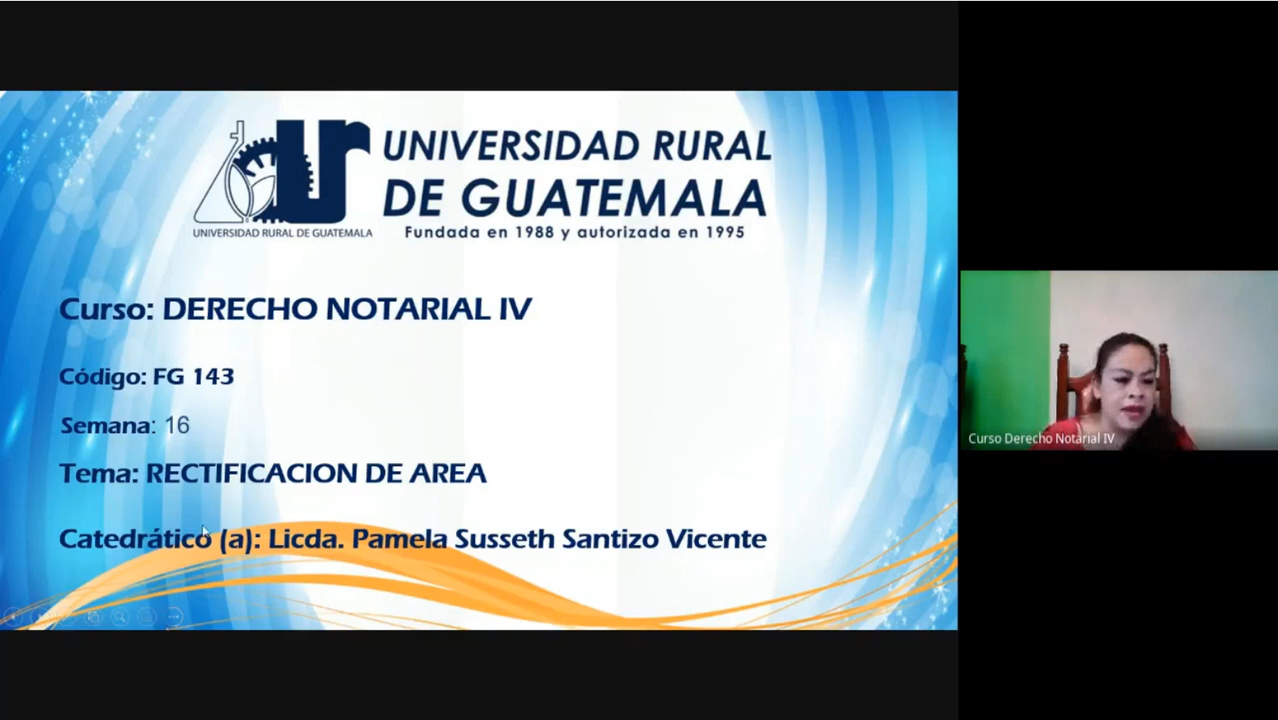 UNIVERSIDAD RURAL
DE GUATEMALA
UNIVERSIDAD RURAL DE GUATEMALA
Fundada en 1988 y autorizada en 1995
Curso: DERECHO NOTARIAL IV
Código: FG 143
Semana: 16
Tema: RECTIFICACION DE AREA
Catedrático (a): Licda. Pamela Susseth Santizo Vicente
Curso Derecho Notarial IV